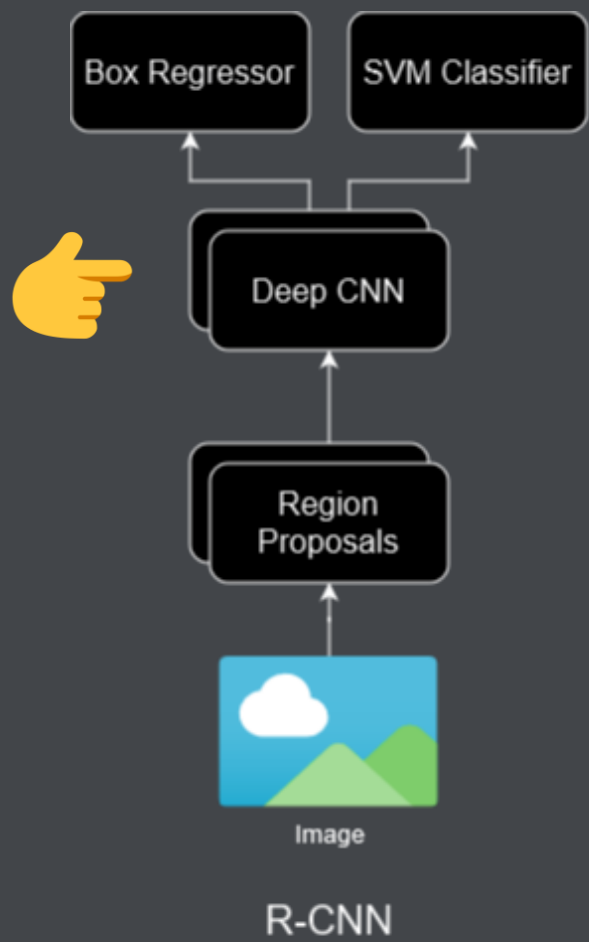 Box Regressor
SVM Classifier
Deep CNN
Region
Proposals
Image
R-CNN